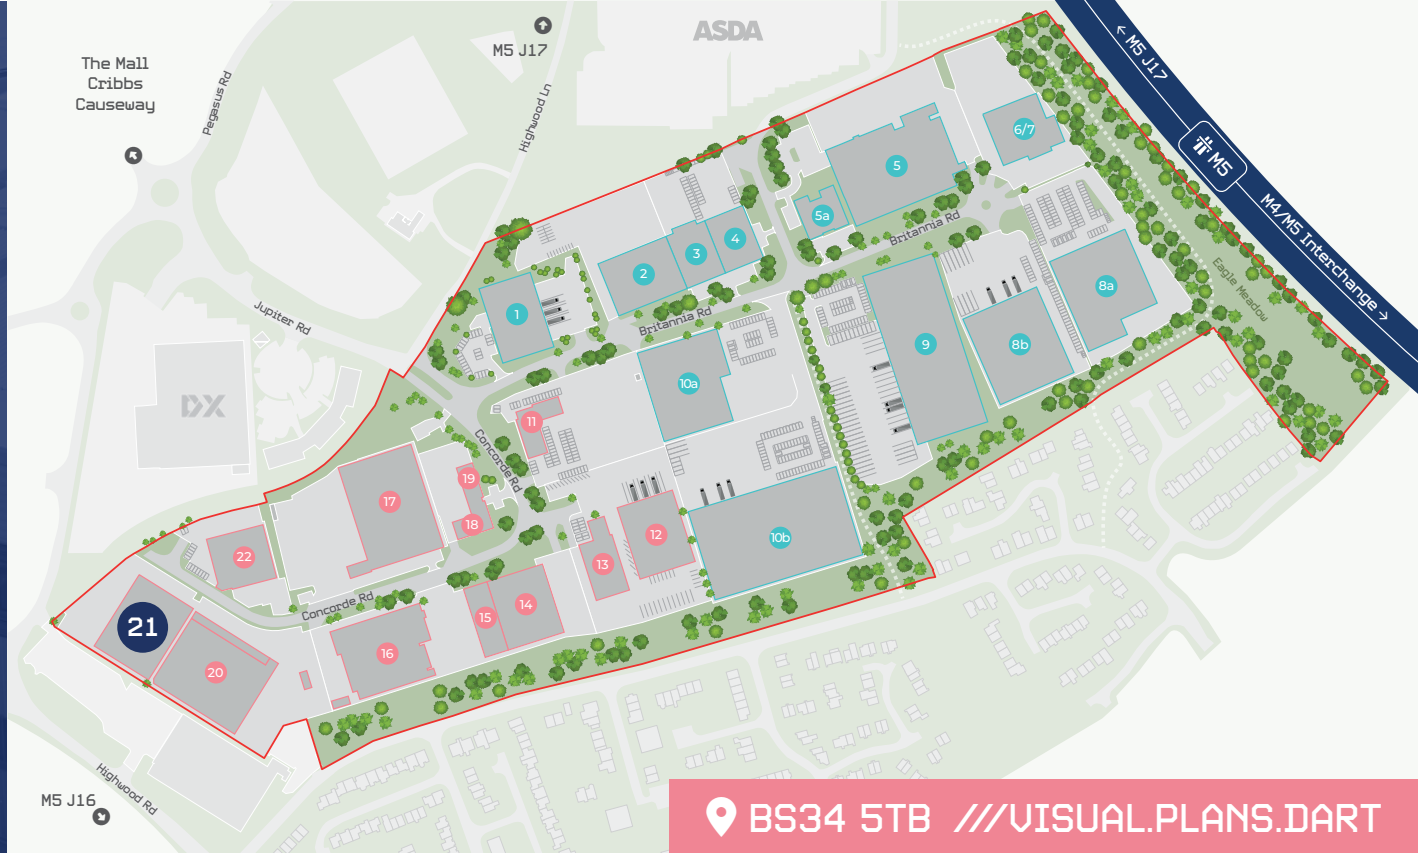 The Mall
Cribbs
Causeway
Pegasus Rd
M5 J17
Highwood Ln
ASDA
← M5 J17
M5
M4/M5 Interchange →
Eagle Meadow
6/7
5
5a
Britannia Rd
4
3
2
1
8a
8b
9
Britannia Rd
10a
Jupiter Rd
DX
11
Concorde Rd
19
18
17
12
13
10b
22
Concorde Rd
14
15
16
21
20
Highwood Rd
M5 J16
BS34 5TB ///VISUAL.PLANS.DART